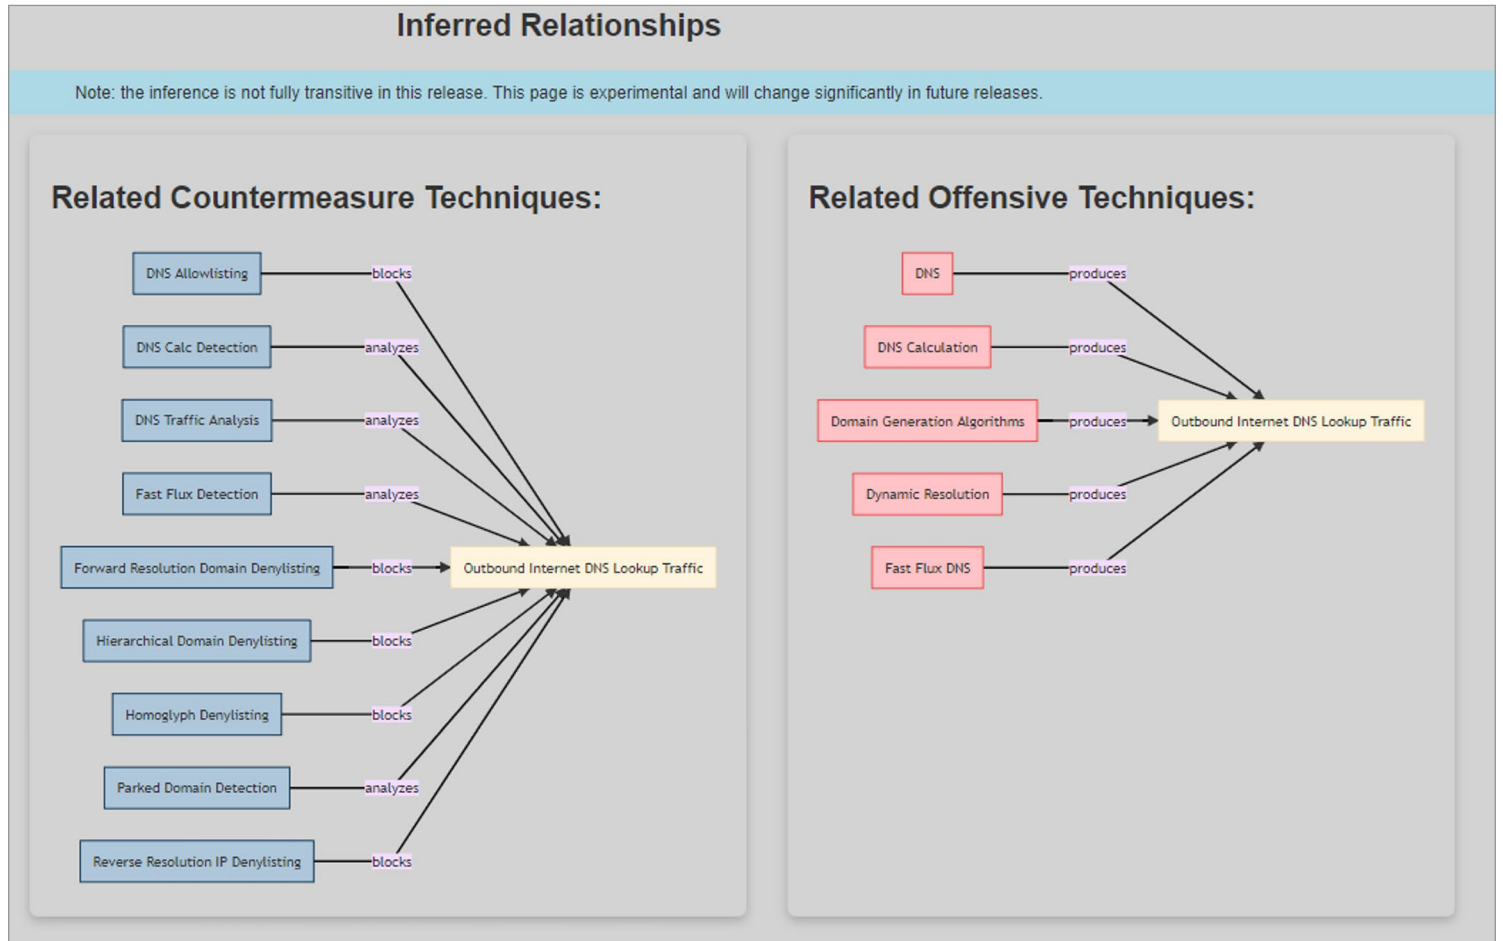 Inferred Relationships
Note: the inference is not fully transitive in this release. This page is experimental and will change significantly in future releases.
Related Countermeasure Techniques:
DNS Allowlisting
blocks
DNS Calc Detection
analyzes
DNS Traffic Analysis
analyzes
Fast Flux Detection
analyzes
Forward Resolution Domain Denylisting
blocks
Outbound Internet DNS Lookup Traffic
Hierarchical Domain Denylisting
blocks
Homoglyph Denylisting
blocks
Parked Domain Detection
analyzes
Reverse Resolution IP Denylisting
blocks
Related Offensive Techniques:
DNS
produces
DNS Calculation
produces
Domain Generation Algorithms
produces
Outbound Internet DNS Lookup Traffic
Dynamic Resolution
produces
Fast Flux DNS
produces